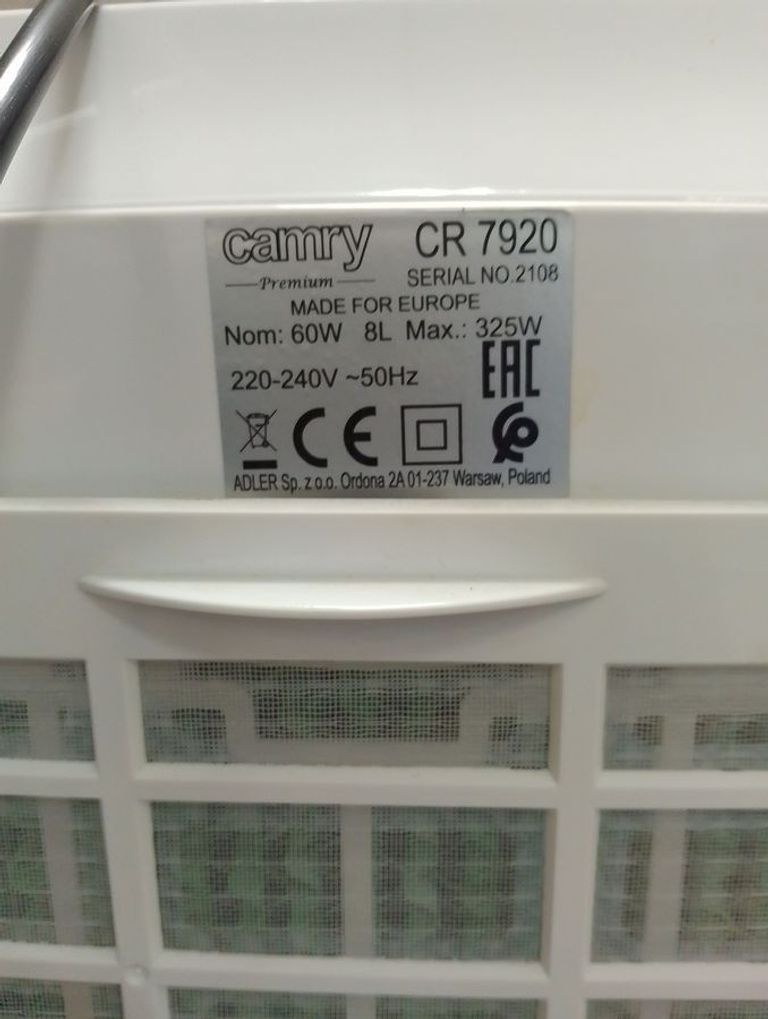 camry CR 7920
Premium SERIAL NO.2108
MADE FOR EUROPE
Nom: 60W 8L Max.: 325W
EAC
220-240V ~50Hz
CE
ADLER Sp. z o.o. Ordona 2A 01-237 Warsaw, Poland